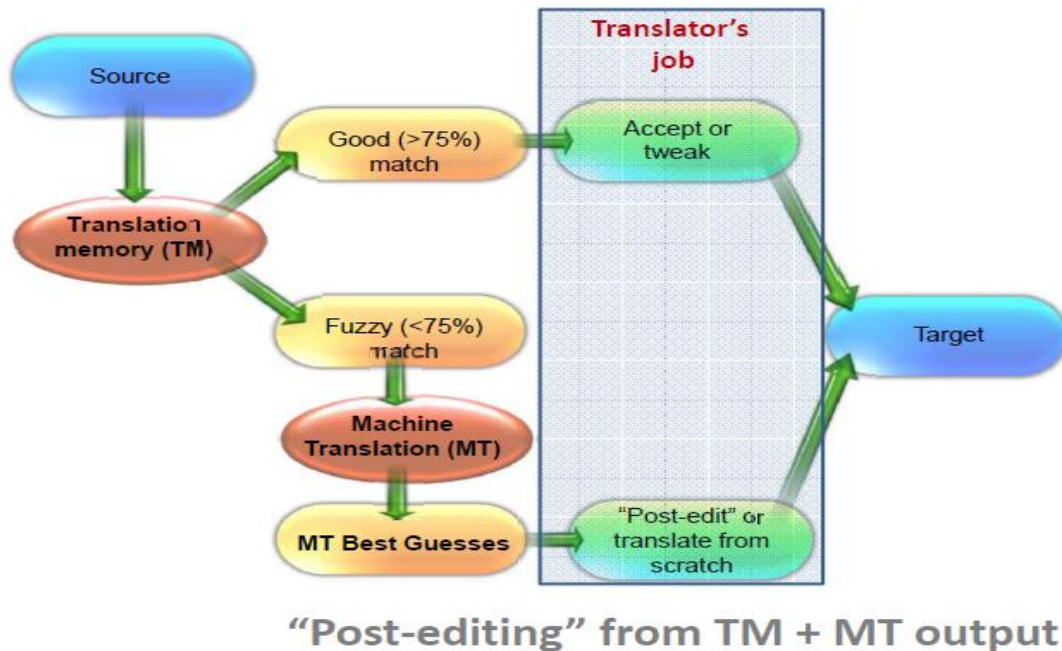 Translator's
job
Source
Good (>75%)
match
Accept or
tweak
Translation
memory (TM)
Fuzzy (<75%)
match
Target
Machine
Translation (MT)
MT Best Guesses
"Post-edit" or
translate from
scratch
"Post-editing" from TM + MT output